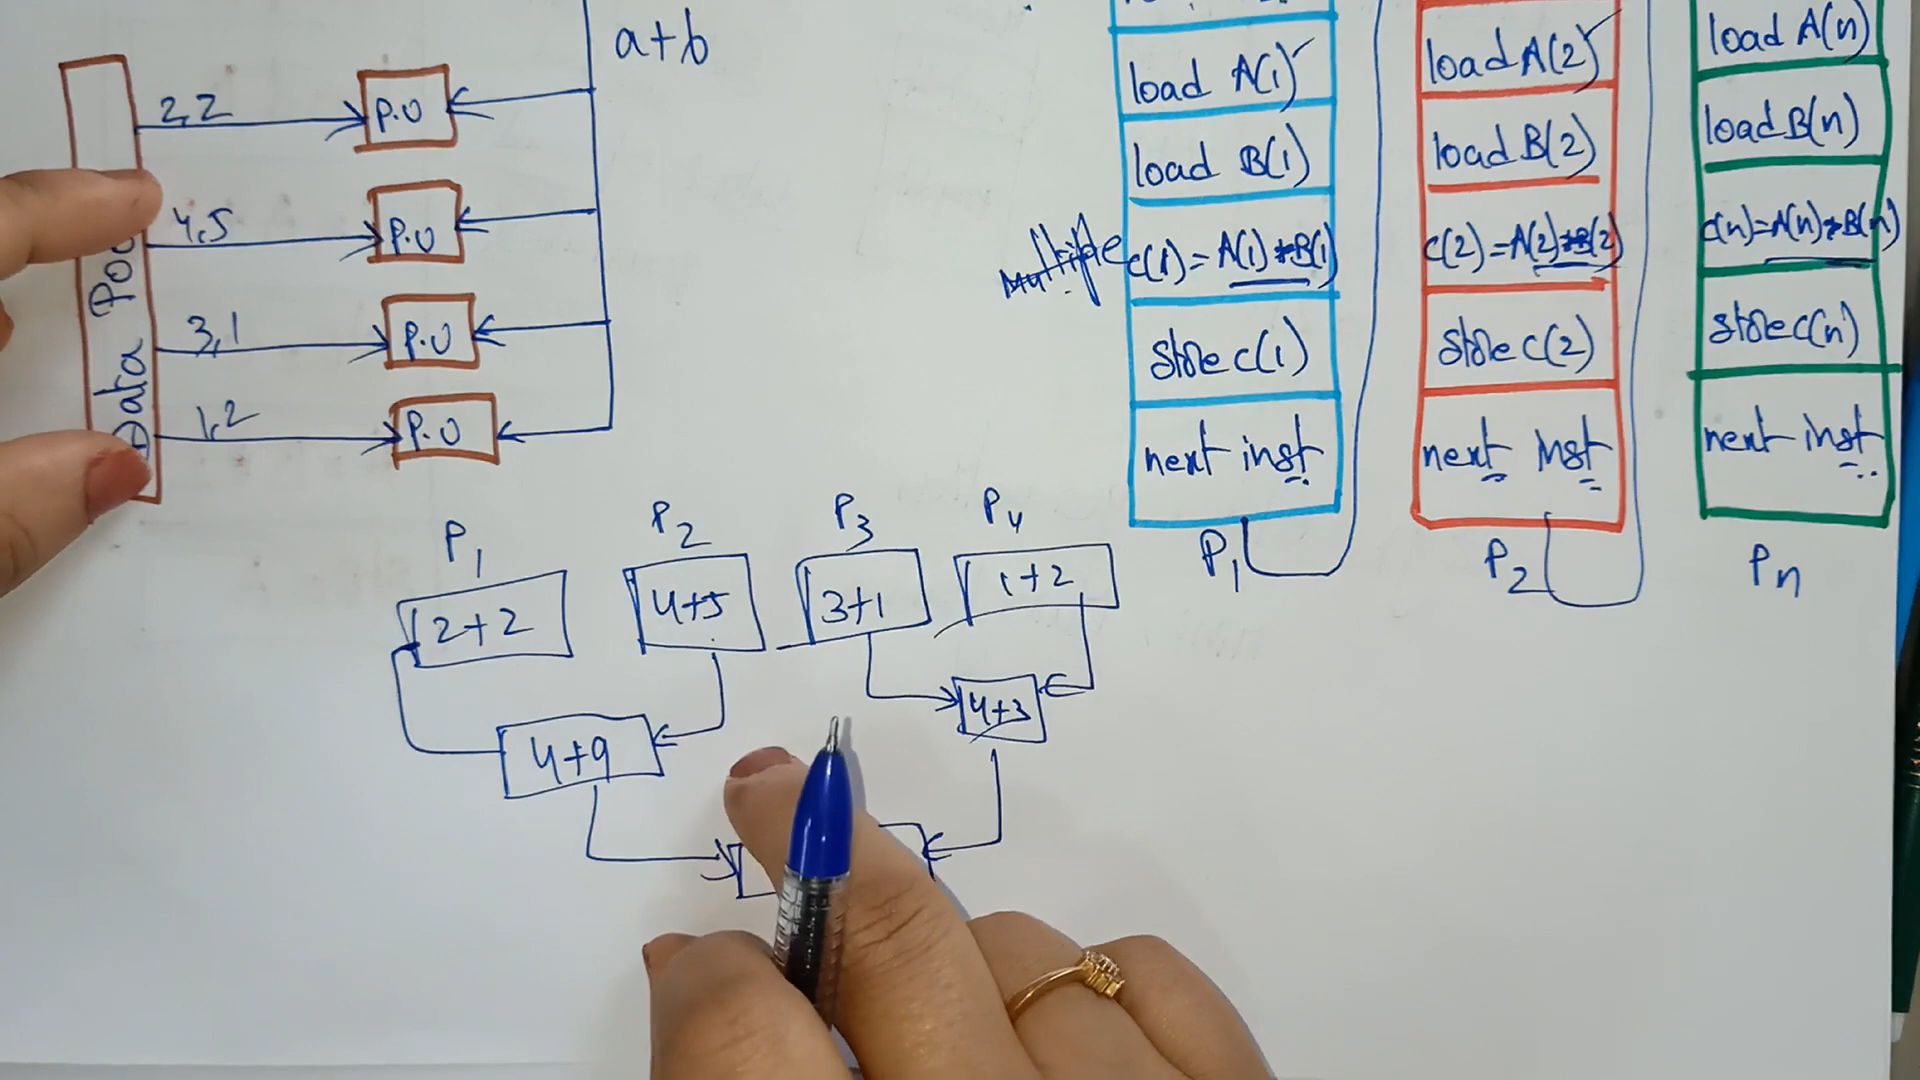 a+b
2,2
P.U
4,5
P.U
3,1
P.U
1,2
P.U
Data
P1
P2
P3
P4
2+2
4+5
3+1
1+2
4+9
4+3
load A(1)
load B(1)
Multiple
c(1)=A(1)*B(1)
store c(1)
next inst
P1
load A(2)
load B(2)
c(2)=A(2)*B(2)
store c(2)
next inst
P2
load A(n)
load B(n)
c(n)=A(n)*B(n)
store c(n)
next inst
Pn